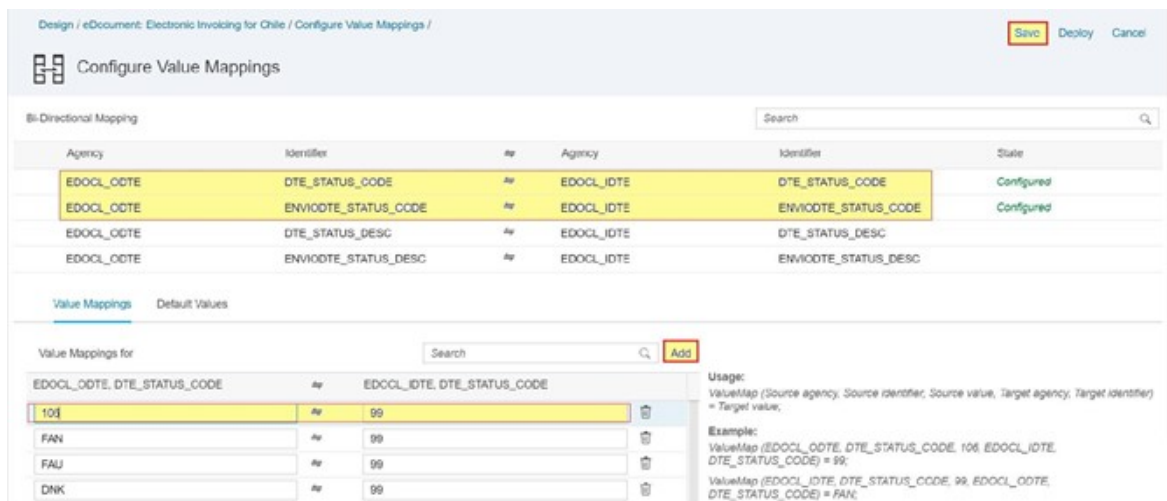 Design / eDocument: Electronic Invoicing for Chile / Configure Value Mappings /
Save Deploy Cancel
Configure Value Mappings
Bi-Directional Mapping
Search
Agency Identifier Agency Identifier State
EDOCL_ODTE DTE_STATUS_CODE EDOCL_IDTE DTE_STATUS_CODE Configured
EDOCL_ODTE ENVIODTE_STATUS_CODE EDOCL_IDTE ENVIODTE_STATUS_CODE Configured
EDOCL_ODTE DTE_STATUS_DESC EDOCL_IDTE DTE_STATUS_DESC
EDOCL_ODTE ENVIODTE_STATUS_DESC EDOCL_IDTE ENVIODTE_STATUS_DESC
Value Mappings Default Values
Value Mappings for
Search
Add
EDOCL_ODTE, DTE_STATUS_CODE EDOCL_IDTE, DTE_STATUS_CODE
106 99
FAN 99
FAU 99
DNK 99
Usage:
ValueMap (Source agency, Source identifier, Source value, Target agency, Target identifier)
= Target value;
Example:
ValueMap (EDOCL_ODTE, DTE_STATUS_CODE, 106, EDOCL_IDTE,
DTE_STATUS_CODE) = 99;
ValueMap (EDOCL_IDTE, DTE_STATUS_CODE, 99, EDOCL_ODTE,
DTE_STATUS_CODE) = FAN;